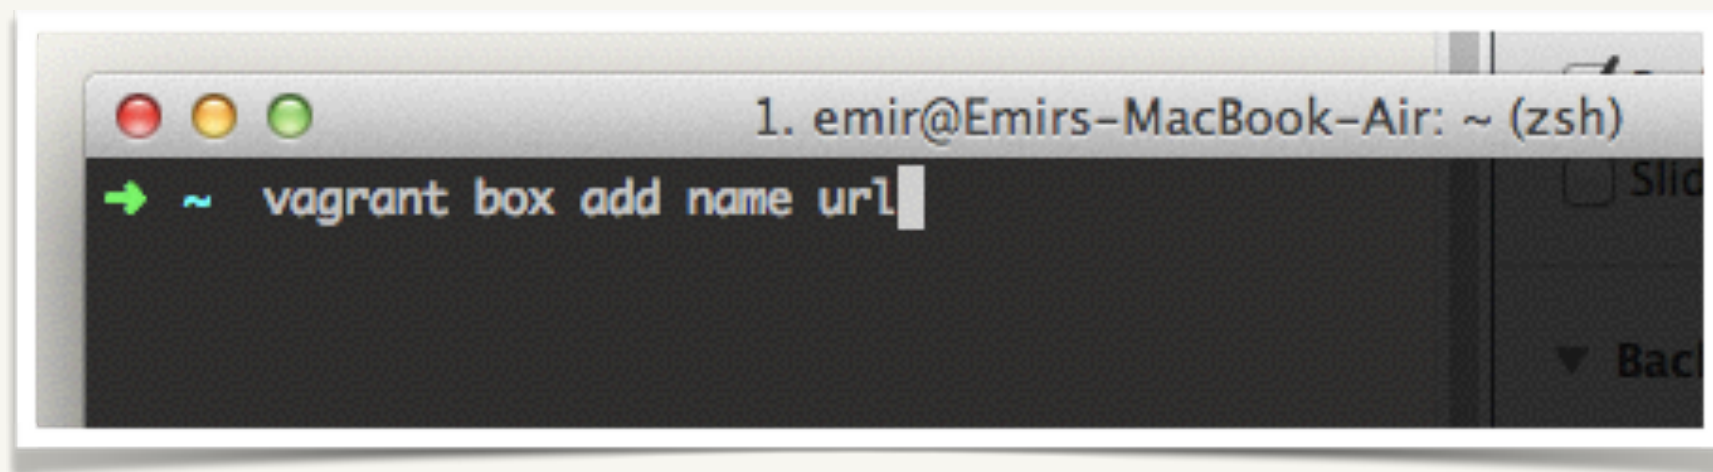 1. emir@Emirs-MacBook-Air: ~ (zsh)
➜ ~ vagrant box add name url